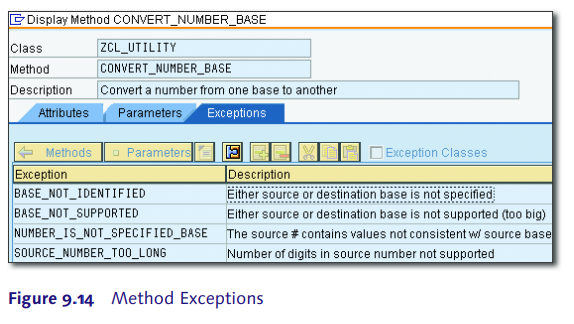 Display Method CONVERT_NUMBER_BASE
Class ZCL_UTILITY
Method CONVERT_NUMBER_BASE
Description Convert a number from one base to another
Attributes Parameters Exceptions
Methods Parameters Exception Classes
Exception Description
BASE_NOT_IDENTIFIED Either source or destination base is not specified
BASE_NOT_SUPPORTED Either source or destination base is not supported (too big)
NUMBER_IS_NOT_SPECIFIED_BASE The source # contains values not consistent w/ source base
SOURCE_NUMBER_TOO_LONG Number of digits in source number not supported
Figure 9.14 Method Exceptions